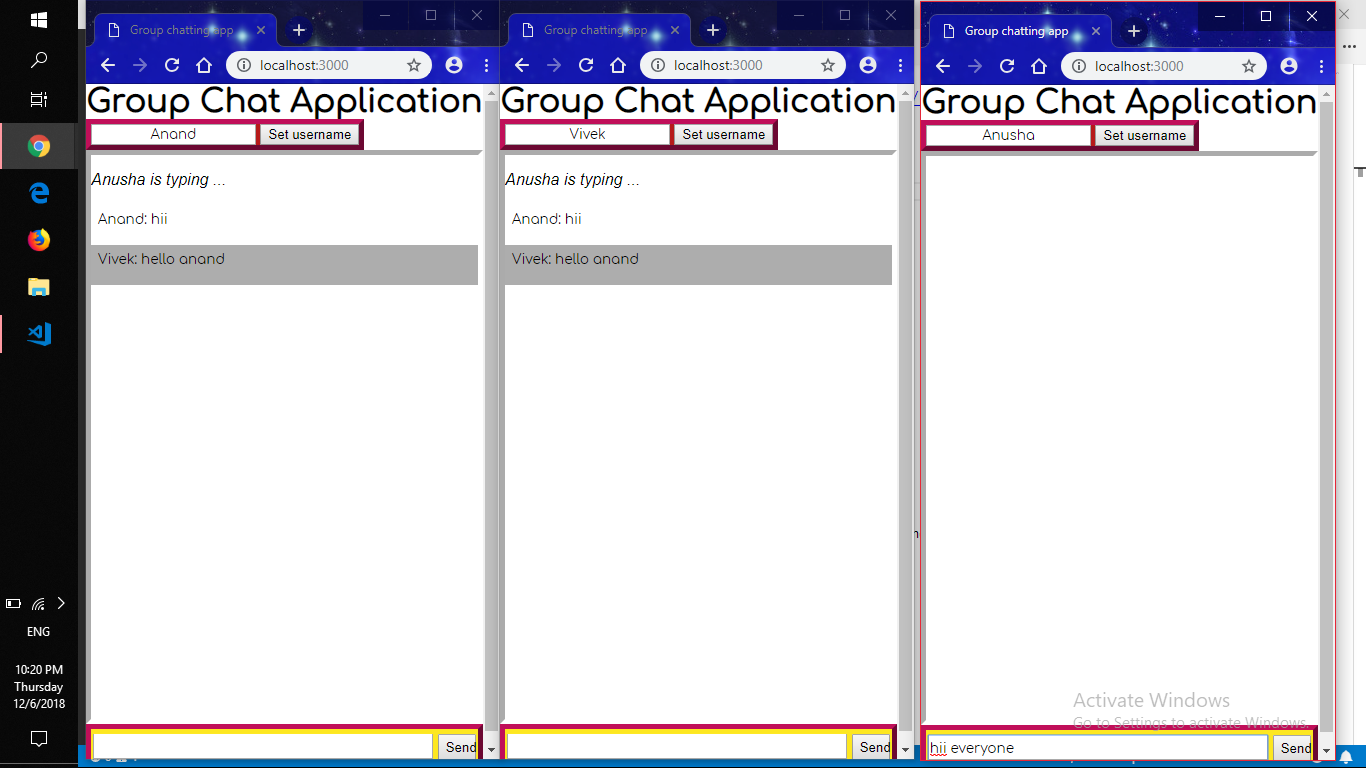 Group chatting app
localhost:3000
Group Chat Application
Anand
Set username
Anusha is typing ...
Anand: hii
Vivek: hello anand
Send
Group chatting app
localhost:3000
Group Chat Application
Vivek
Set username
Anusha is typing ...
Anand: hii
Vivek: hello anand
Send
Group chatting app
localhost:3000
Group Chat Application
Anusha
Set username
Activate Windows
Go to Settings to activate Windows.
hii everyone
Send
ENG
10:20 PM
Thursday
12/6/2018